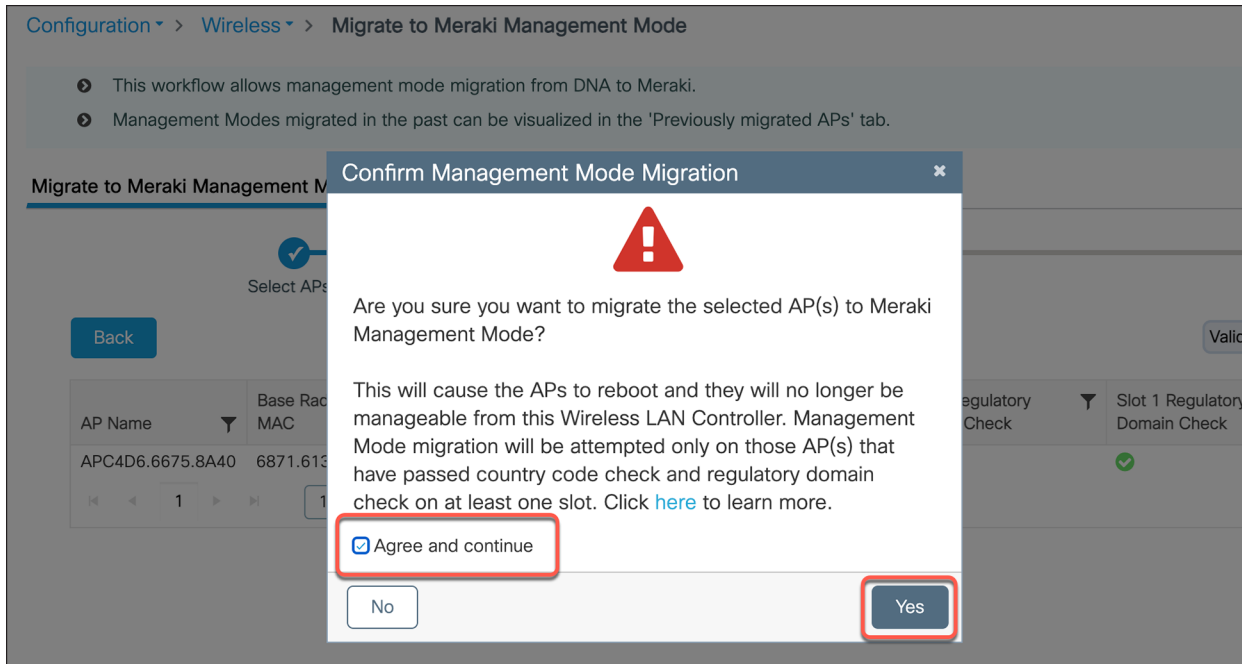 Configuration > Wireless > Migrate to Meraki Management Mode
This workflow allows management mode migration from DNA to Meraki.
Management Modes migrated in the past can be visualized in the 'Previously migrated APs' tab.
Migrate to Meraki Management
Confirm Management Mode Migration
Select APs
Are you sure you want to migrate the selected AP(s) to Meraki
Management Mode?
This will cause the APs to reboot and they will no longer be
manageable from this Wireless LAN Controller. Management
Mode migration will be attempted only on those AP(s) that
have passed country code check and regulatory domain
check on at least one slot. Click here to learn more.
Agree and continue
No
Yes
Back
AP Name
Base
MAC
Check
Slot 1 Regulatory
Domain Check
APC4D6.6675.8A40
1